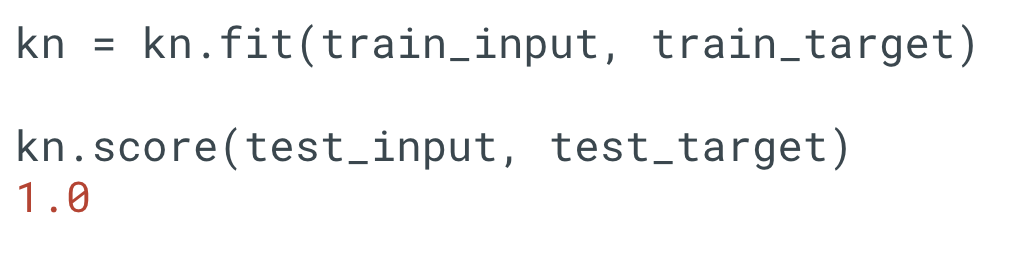 kn = kn.fit(train_input, train_target)
kn.score(test_input, test_target)
1.0